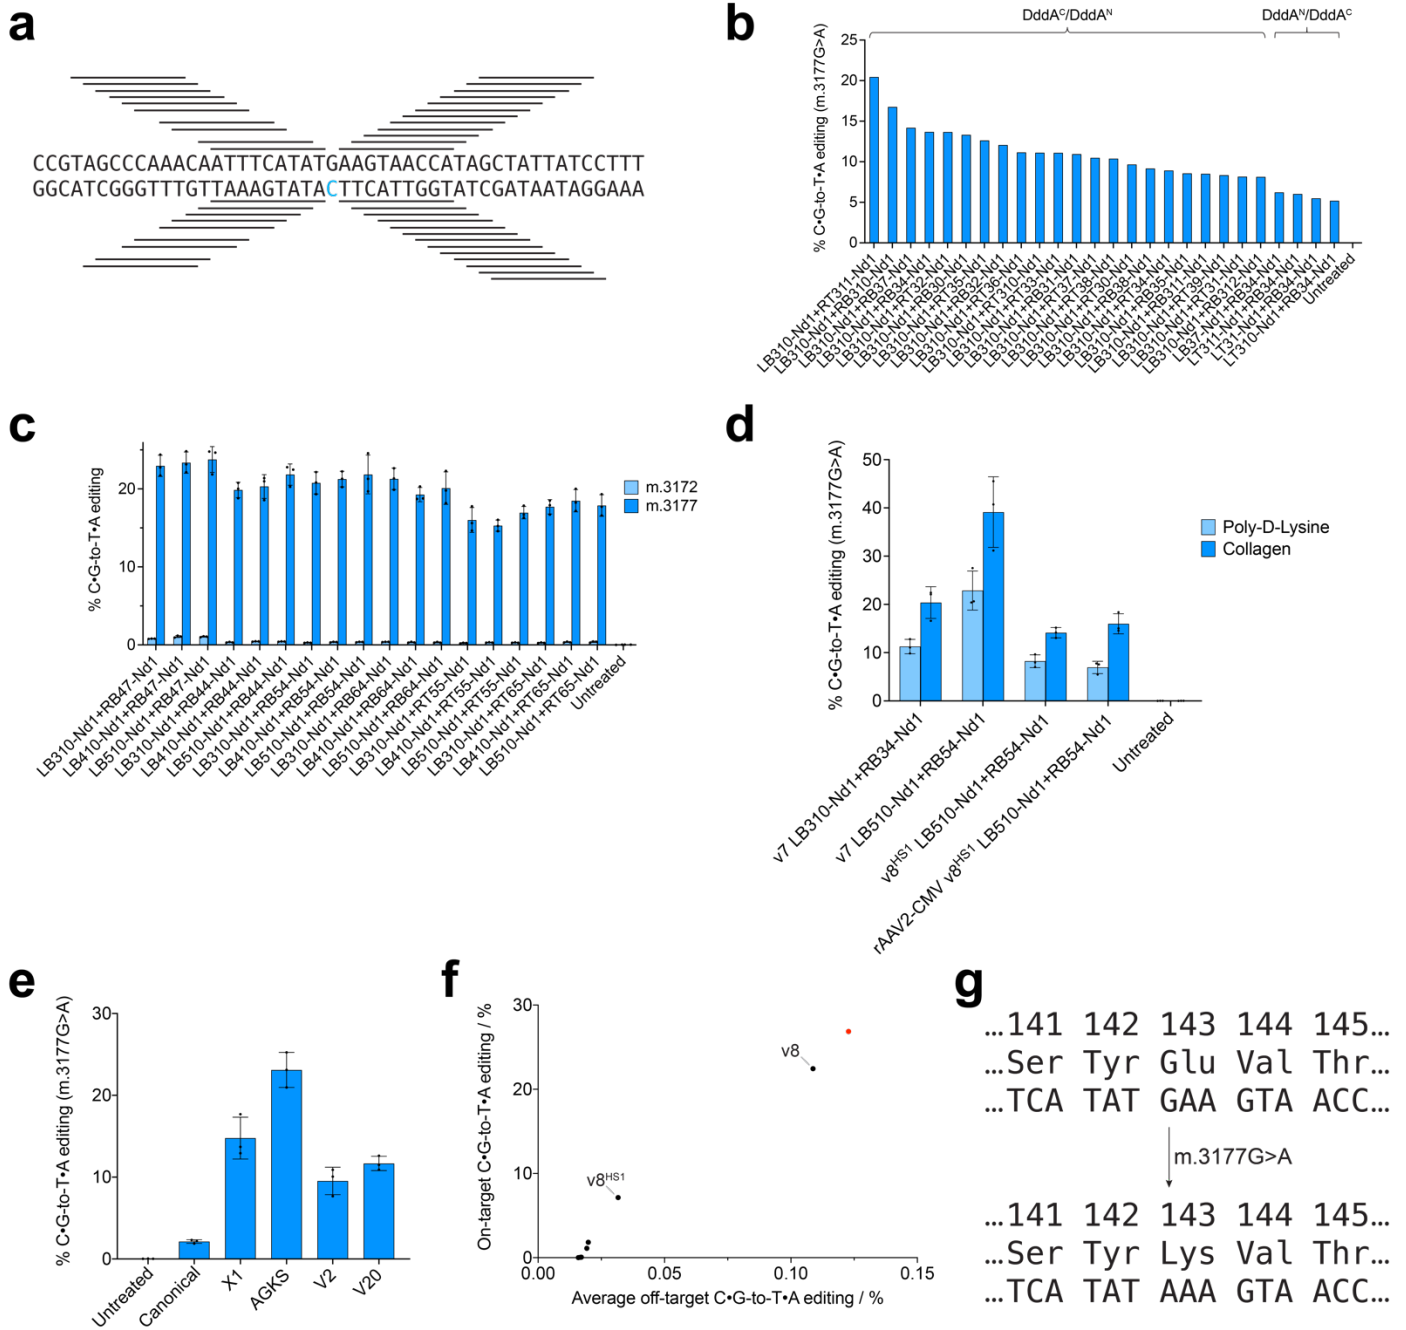 a
CCGTAGCCCAAACAATTTCATATGAAGTAACCATAGCTATTATCCTTT
GGCATCGGGTTTGTTAAAGTATACTTCATTGGTATCGATAATAGGAAA
b
DddAᶜ/DddAᴺ
DddAᴺ/DddAᶜ
% C•G-to-T•A editing (m.3177G>A)
25
20
15
10
5
0
LB310-Nd1+RT311-Nd1
LB310-Nd1+RB310-Nd1
LB310-Nd1+RB37-Nd1
LB310-Nd1+RB34-Nd1
LB310-Nd1+RT32-Nd1
LB310-Nd1+RB30-Nd1
LB310-Nd1+RT35-Nd1
LB310-Nd1+RB32-Nd1
LB310-Nd1+RT36-Nd1
LB310-Nd1+RT310-Nd1
LB310-Nd1+RT33-Nd1
LB310-Nd1+RB31-Nd1
LB310-Nd1+RT37-Nd1
LB310-Nd1+RT38-Nd1
LB310-Nd1+RT30-Nd1
LB310-Nd1+RB38-Nd1
LB310-Nd1+RT34-Nd1
LB310-Nd1+RB35-Nd1
LB310-Nd1+RB311-Nd1
LB310-Nd1+RT39-Nd1
LB310-Nd1+RT31-Nd1
LB310-Nd1+RB312-Nd1
LB37-Nd1+RB34-Nd1
LT311-Nd1+RB34-Nd1
LT31-Nd1+RB34-Nd1
LT310-Nd1+RB34-Nd1
Untreated
c
% C•G-to-T•A editing
20
10
0
m.3172
m.3177
LB310-Nd1+RB47-Nd1
LB410-Nd1+RB47-Nd1
LB510-Nd1+RB47-Nd1
LB310-Nd1+RB44-Nd1
LB410-Nd1+RB44-Nd1
LB510-Nd1+RB44-Nd1
LB310-Nd1+RB54-Nd1
LB410-Nd1+RB54-Nd1
LB510-Nd1+RB54-Nd1
LB310-Nd1+RB64-Nd1
LB410-Nd1+RB64-Nd1
LB510-Nd1+RB64-Nd1
LB310-Nd1+RT55-Nd1
LB410-Nd1+RT55-Nd1
LB510-Nd1+RT55-Nd1
LB310-Nd1+RT65-Nd1
LB410-Nd1+RT65-Nd1
LB510-Nd1+RT65-Nd1
Untreated
d
% C•G-to-T•A editing (m.3177G>A)
50
40
30
20
10
0
Poly-D-Lysine
Collagen
v7 LB310-Nd1+RB34-Nd1
v7 LB510-Nd1+RB54-Nd1
v8ᴴˢ¹ LB510-Nd1+RB54-Nd1
rAAV2-CMV v8ᴴˢ¹ LB510-Nd1+RB54-Nd1
Untreated
e
% C•G-to-T•A editing (m.3177G>A)
30
20
10
0
Untreated
Canonical
X1
AGKS
V2
V20
f
On-target C•G-to-T•A editing / %
30
20
10
0
v8
v8ᴴˢ¹
0.00
0.05
0.10
0.15
Average off-target C•G-to-T•A editing / %
g
...141 142 143 144 145...
...Ser Tyr Glu Val Thr...
...TCA TAT GAA GTA ACC...
m.3177G>A
...141 142 143 144 145...
...Ser Tyr Lys Val Thr...
...TCA TAT AAA GTA ACC...